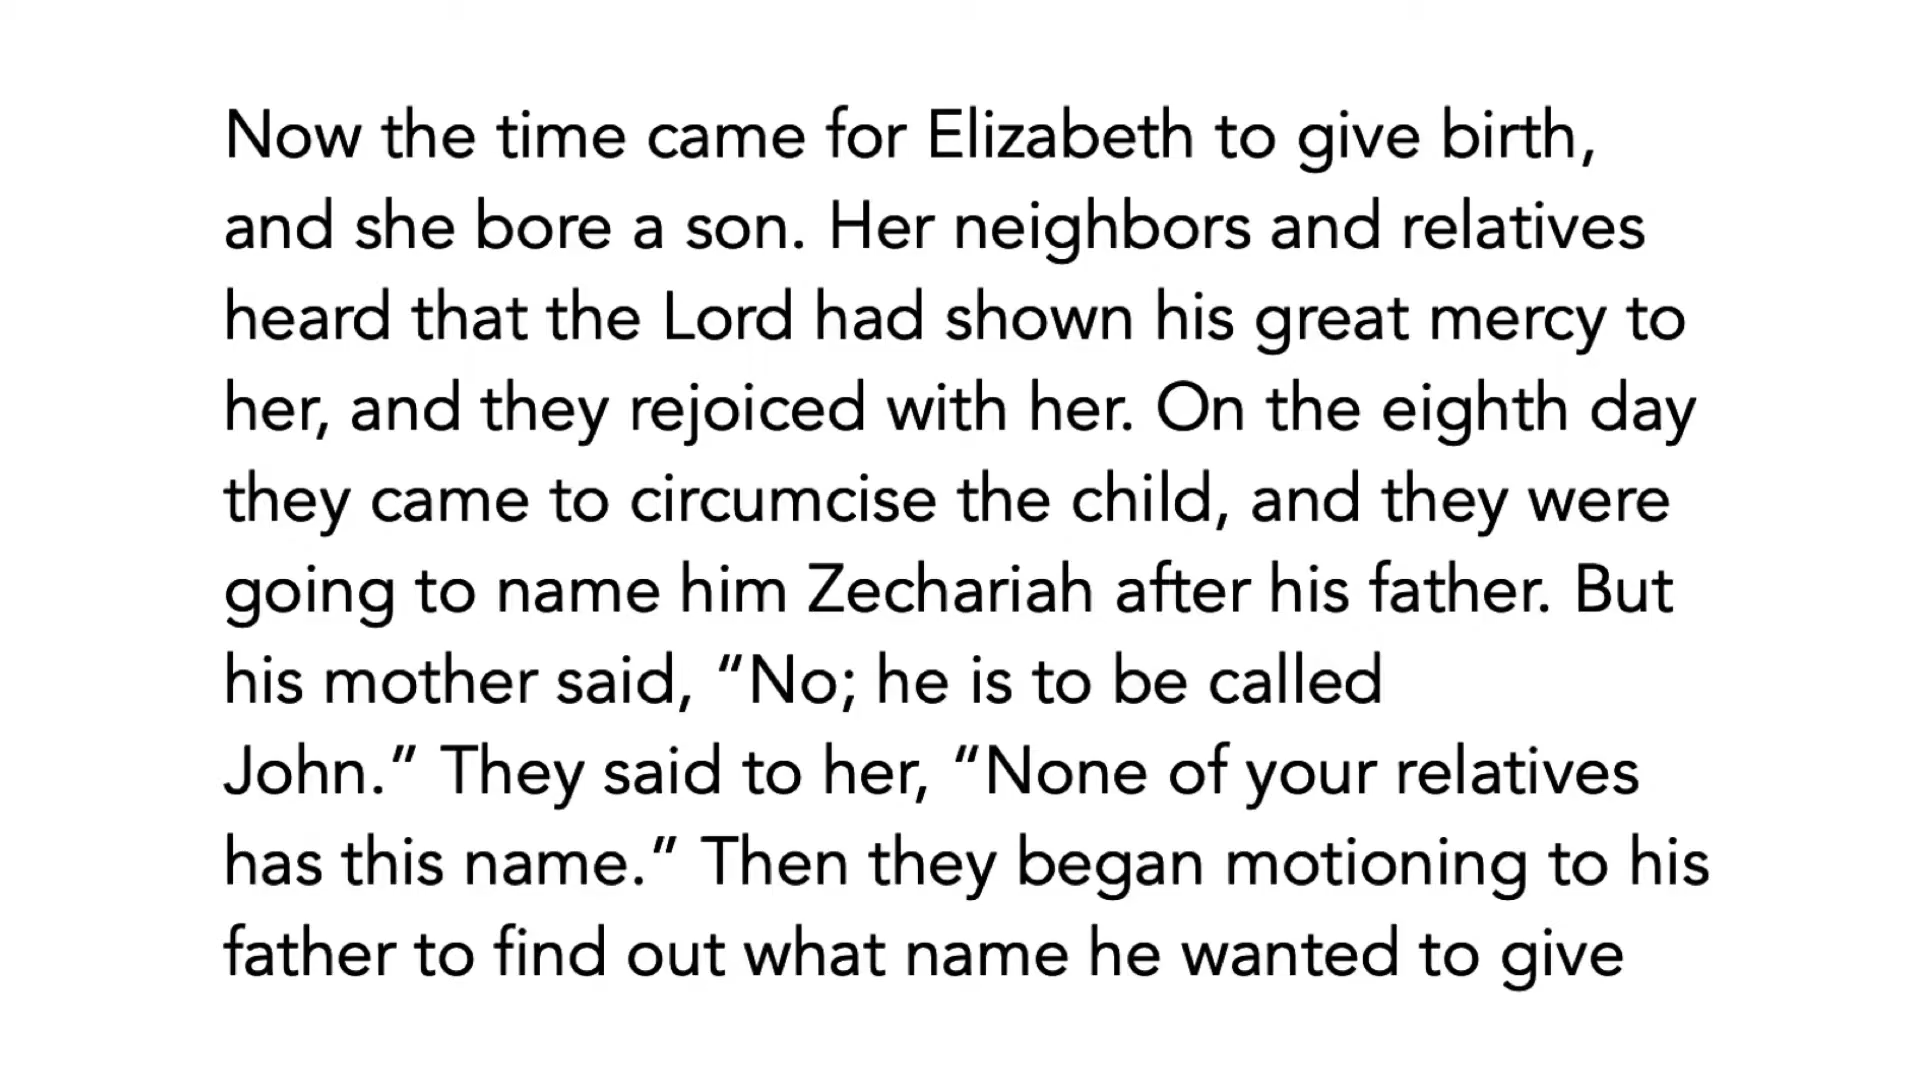 Now the time came for Elizabeth to give birth,
and she bore a son. Her neighbors and relatives
heard that the Lord had shown his great mercy to
her, and they rejoiced with her. On the eighth day
they came to circumcise the child, and they were
going to name him Zechariah after his father. But
his mother said, “No; he is to be called
John.” They said to her, “None of your relatives
has this name.” Then they began motioning to his
father to find out what name he wanted to give